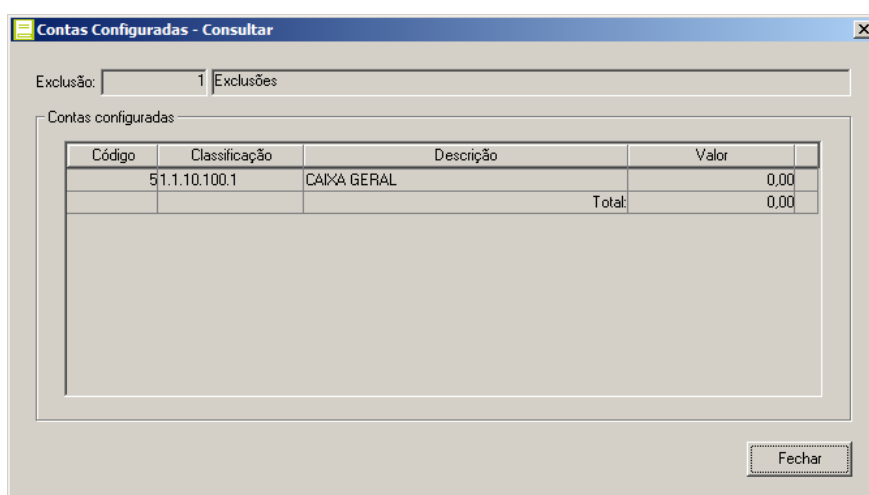 Contas Configuradas - Consultar
Exclusão: 1 Exclusões
Contas configuradas
Código Classificação Descrição Valor
5 1.1.10.100.1 CAIXA GERAL 0,00
Total: 0,00
Fechar